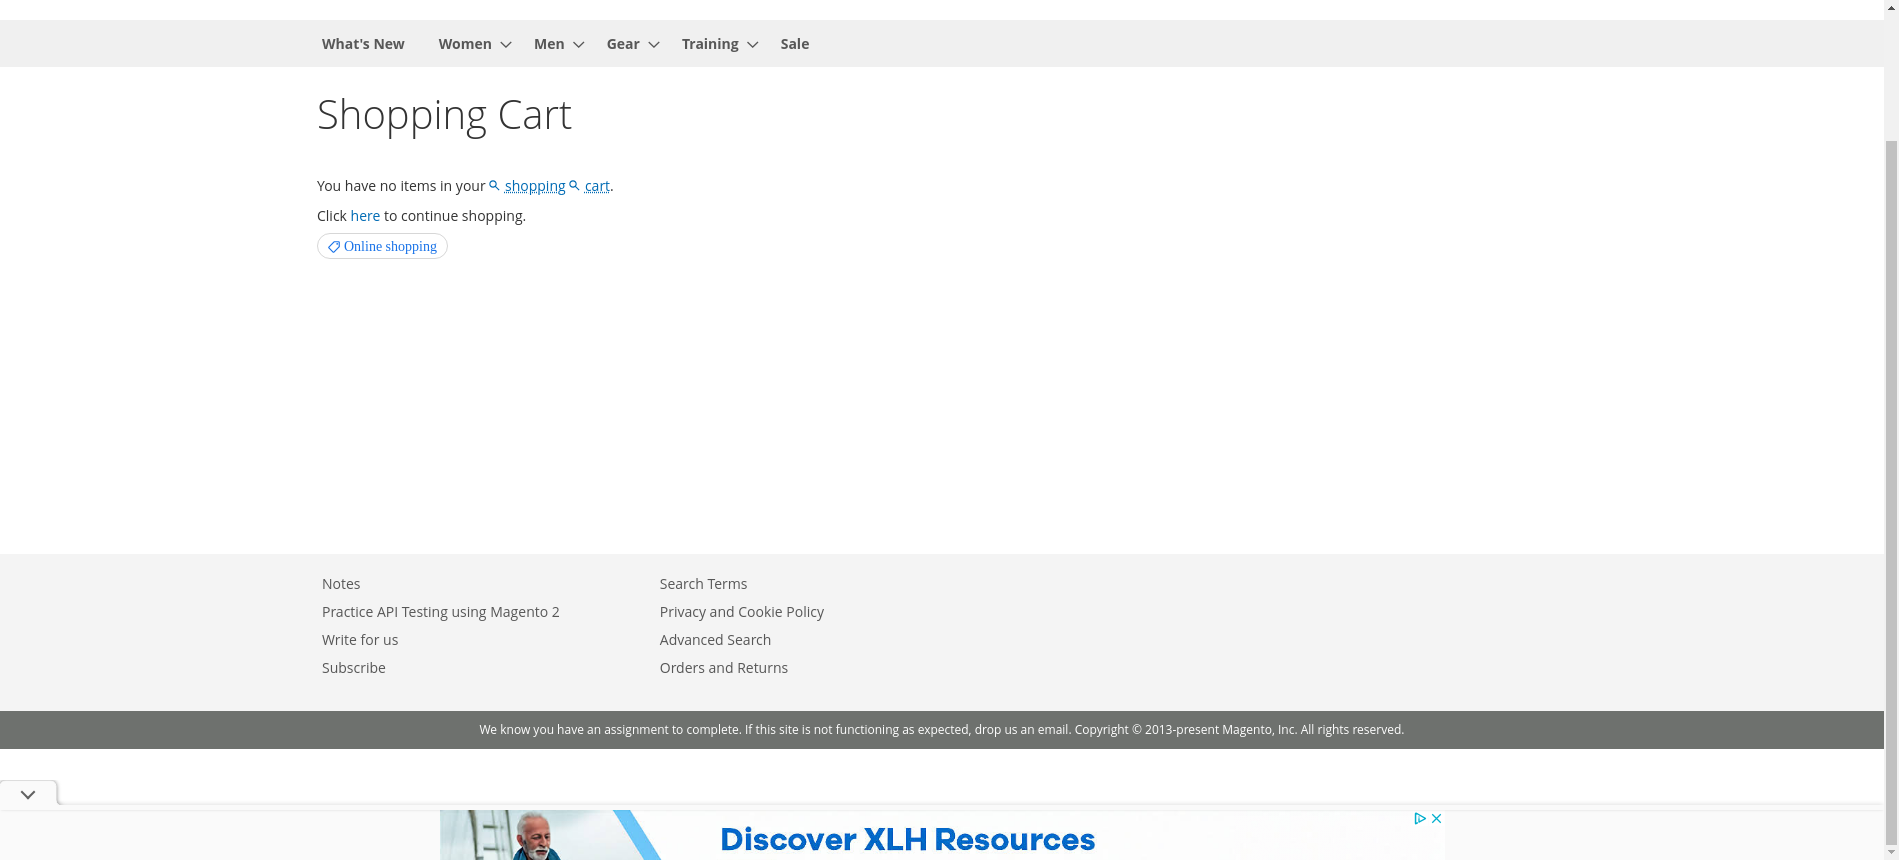 What's New Women Men Gear Training Sale
Shopping Cart
You have no items in your shopping cart.
Click here to continue shopping.
Online shopping
Notes
Practice API Testing using Magento 2
Write for us
Subscribe
Search Terms
Privacy and Cookie Policy
Advanced Search
Orders and Returns
We know you have an assignment to complete. If this site is not functioning as expected, drop us an email. Copyright © 2013-present Magento, Inc. All rights reserved.
Discover XLH Resources